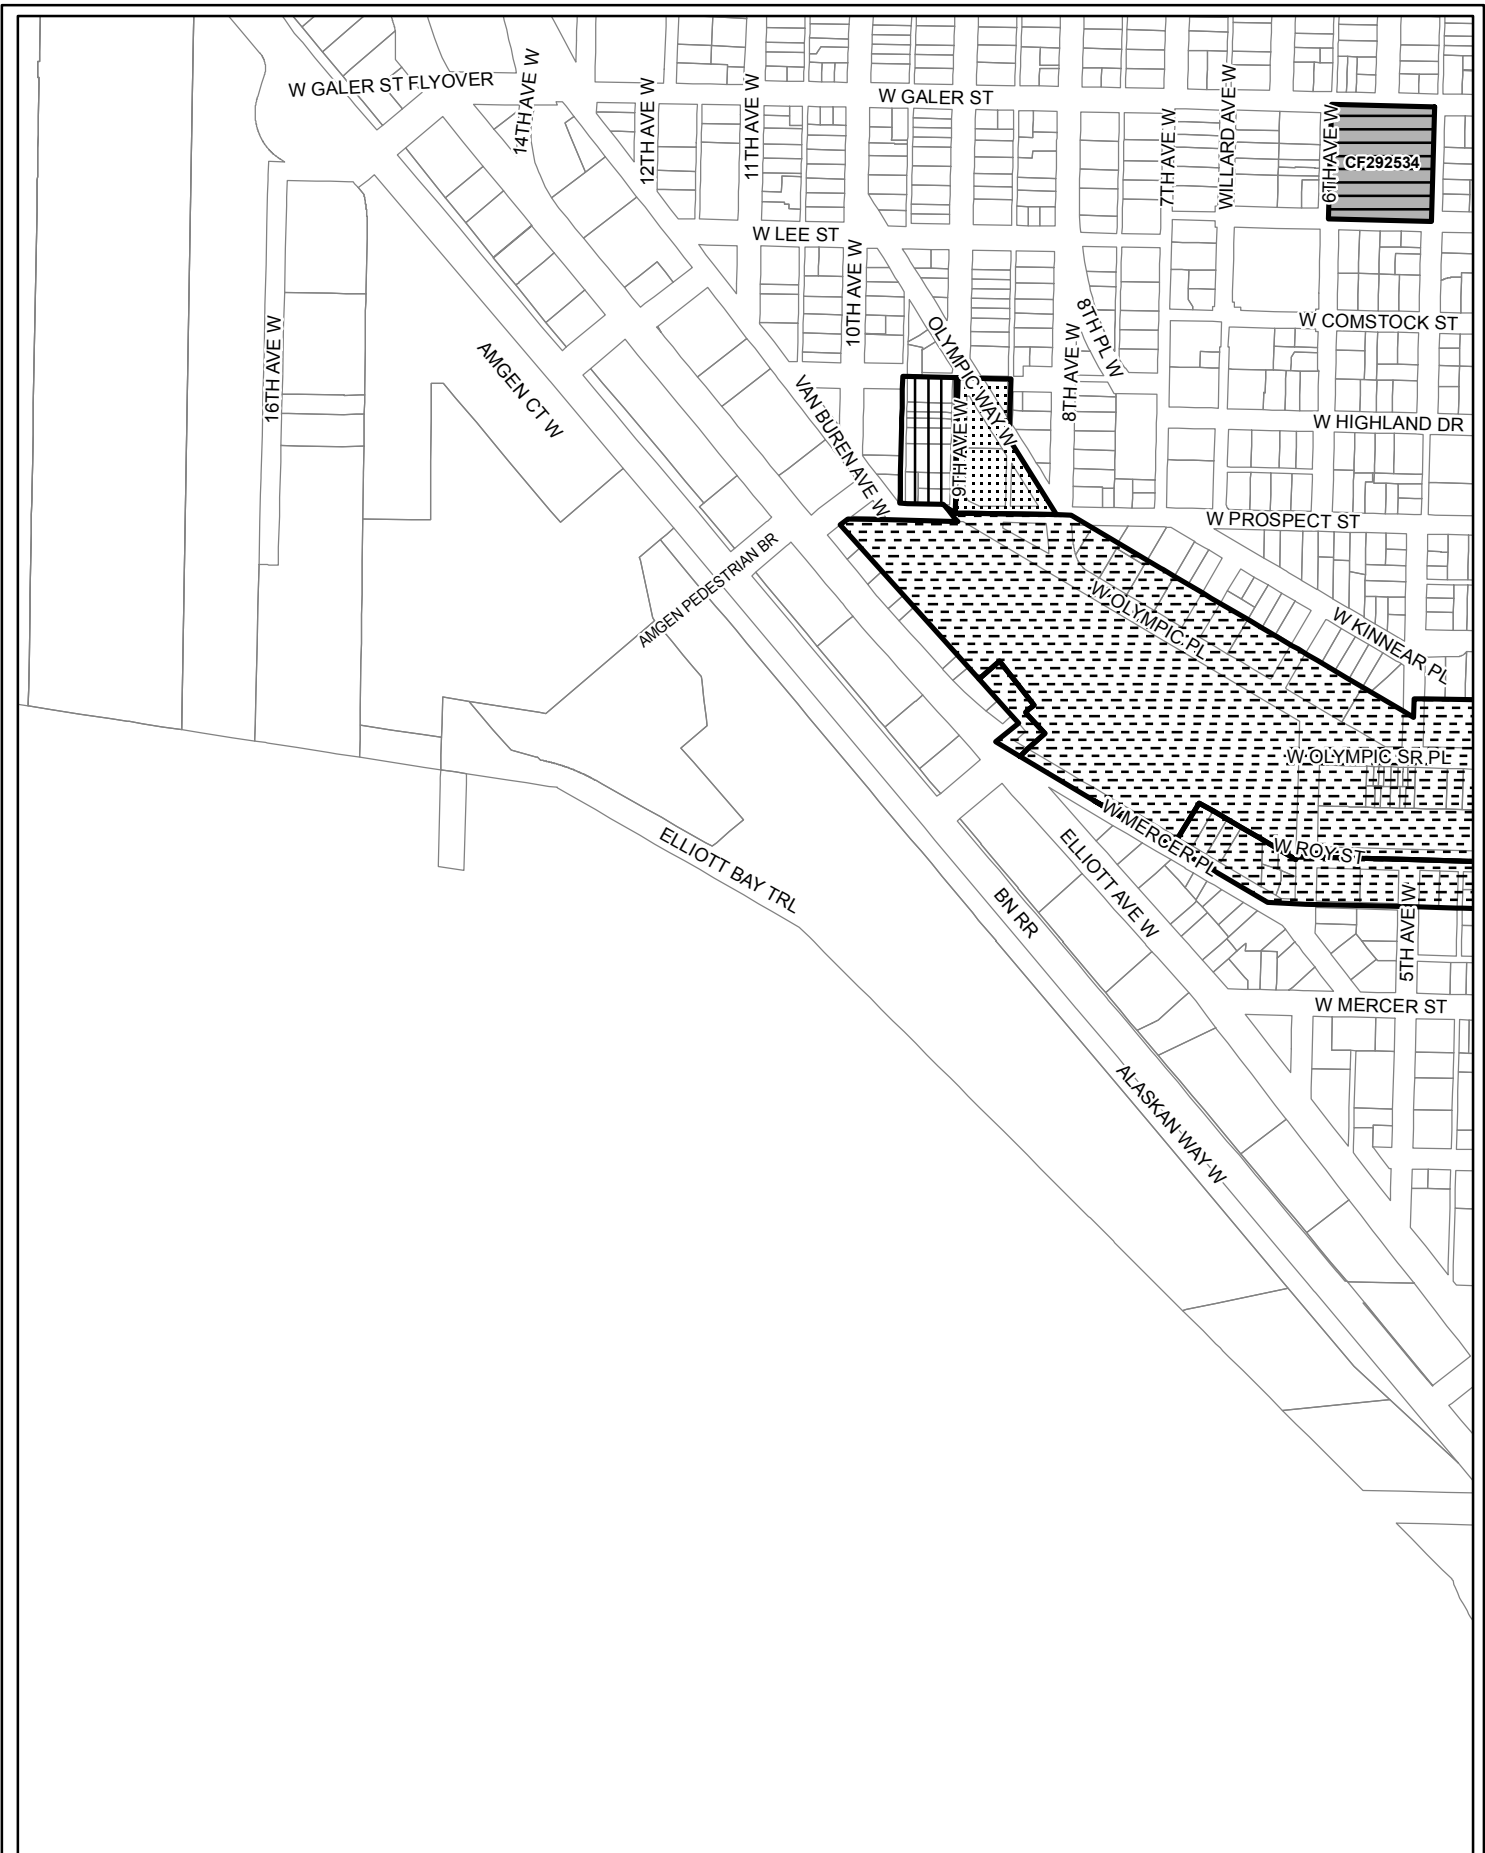 W GALER ST FLYOVER
14TH AVE W
12TH AVE W
11TH AVE W
W GALER ST
7TH AVE W
WILLARD AVE W
6TH AVE W
CF292534
W LEE ST
10TH AVE W
16TH AVE W
AMGEN CT W
OLYMPIC WAY W
8TH AVE W
8TH PL W
W COMSTOCK ST
VAN BUREN AVE W
9TH AVE W
W HIGHLAND DR
W PROSPECT ST
AMGEN PEDESTRIAN BR
W OLYMPIC PL
W KINNEAR PL
W OLYMPIC SR PL
W MERCER PL
W ROY ST
ELLIOTT BAY TRL
ELLIOTT AVE W
BN RR
5TH AVE W
W MERCER ST
ALASKAN WAY W